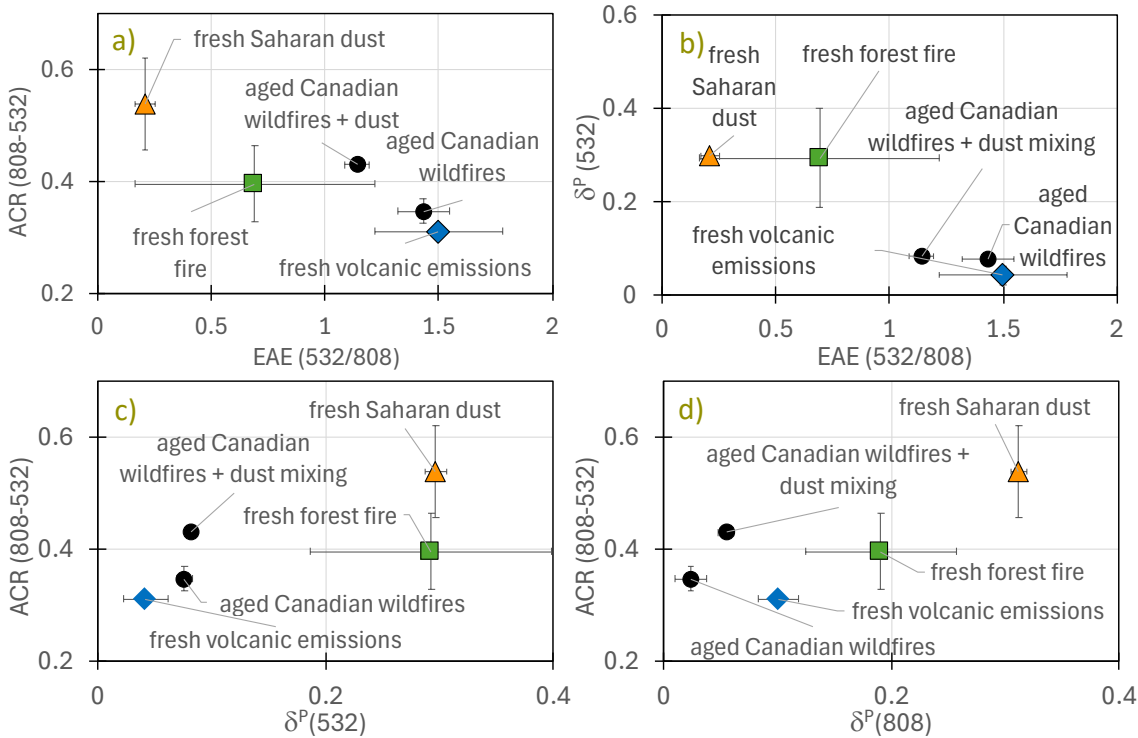 a)
fresh Saharan dust
aged Canadian
wildfires + dust
aged Canadian
wildfires
fresh forest
fire
fresh volcanic emissions
ACR (808-532)
0.6
0.4
0.2
0
0.5
1
1.5
2
EAE (532/808)
b)
fresh
Saharan
dust
fresh forest fire
aged Canadian
wildfires + dust mixing
aged
Canadian
wildfires
fresh volcanic
emissions
δᴾ(532)
0.6
0.4
0.2
0
0
0.5
1
1.5
2
EAE (532/808)
c)
fresh Saharan dust
aged Canadian
wildfires + dust mixing
fresh forest fire
aged Canadian wildfires
fresh volcanic emissions
ACR (808-532)
0.6
0.4
0.2
0
0.2
0.4
δᴾ(532)
d)
fresh Saharan dust
aged Canadian wildfires +
dust mixing
fresh forest fire
fresh volcanic emissions
aged Canadian wildfires
ACR (808-532)
0.6
0.4
0.2
0
0.2
0.4
δᴾ(808)